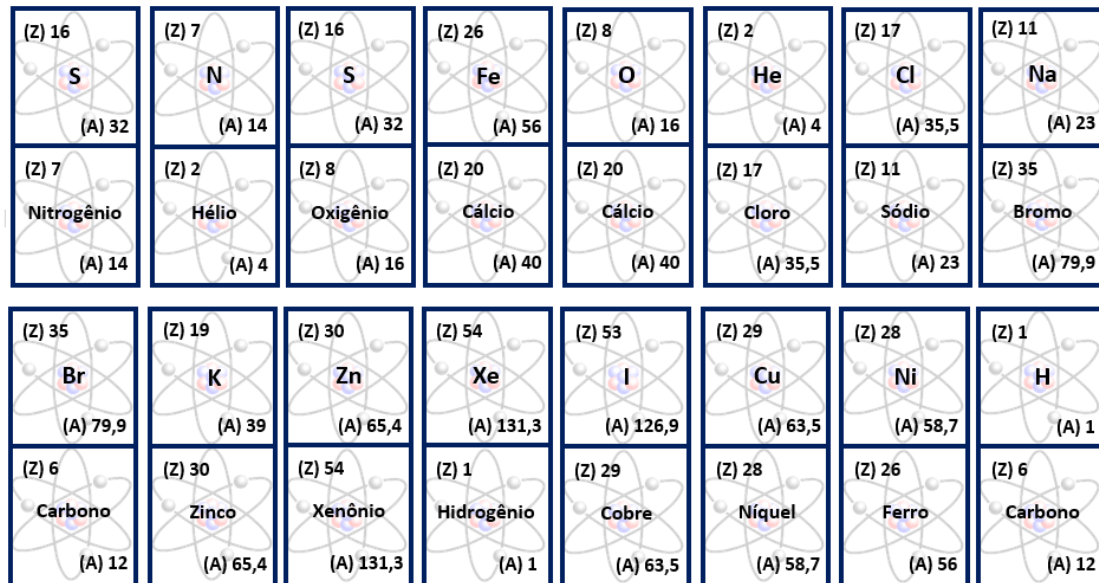 (Z) 16 (Z) 7 (Z) 16 (Z) 26 (Z) 8 (Z) 2 (Z) 17 (Z) 11
S N S Fe O He Cl Na
(A) 32 (A) 14 (A) 32 (A) 56 (A) 16 (A) 4 (A) 35,5 (A) 23
(Z) 7 (Z) 2 (Z) 8 (Z) 20 (Z) 20 (Z) 17 (Z) 11 (Z) 35
Nitrogênio Hélio Oxigênio Cálcio Cálcio Cloro Sódio Bromo
(A) 14 (A) 4 (A) 16 (A) 40 (A) 40 (A) 35,5 (A) 23 (A) 79,9
(Z) 35 (Z) 19 (Z) 30 (Z) 54 (Z) 53 (Z) 29 (Z) 28 (Z) 1
Br K Zn Xe I Cu Ni H
(A) 79,9 (A) 39 (A) 65,4 (A) 131,3 (A) 126,9 (A) 63,5 (A) 58,7 (A) 1
(Z) 6 (Z) 30 (Z) 54 (Z) 1 (Z) 29 (Z) 28 (Z) 26 (Z) 6
Carbono Zinco Xenônio Hidrogênio Cobre Níquel Ferro Carbono
(A) 12 (A) 65,4 (A) 131,3 (A) 1 (A) 63,5 (A) 58,7 (A) 56 (A) 12